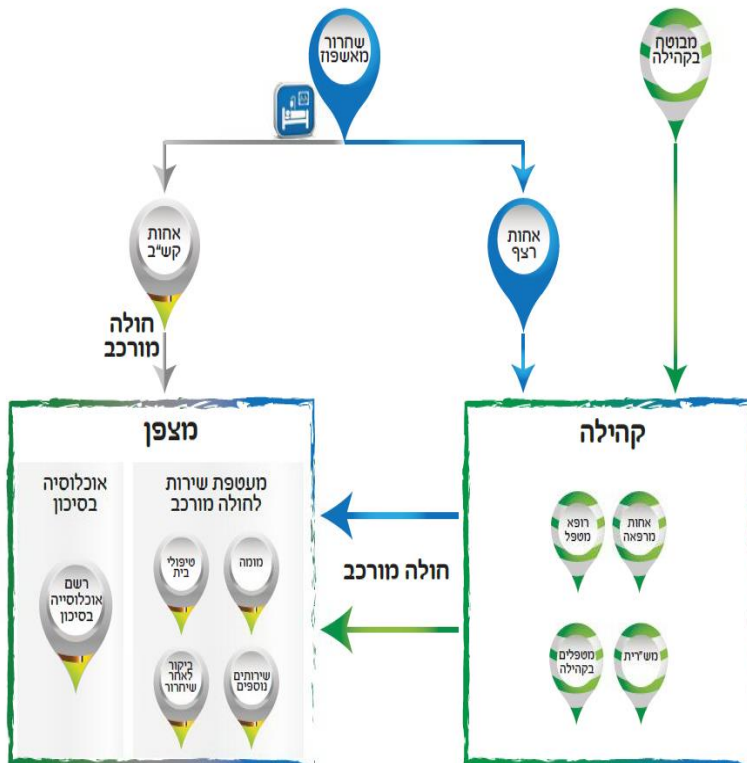 שחרור
מאשפוז
מבוטח
בקהילה
אחות
קש"ב
אחות
רצף
חולה
מורכב
קהילה
רופא
מטפל
אחות
מרפאה
מטפלים
בקהילה
מש"רית
חולה מורכב
מצפן
מעטפת שירות
לחולה מורכב
טיפולי
בית
מומה
ביקור
לאחר
שיחרור
שירותים
נוספים
אוכלוסיה
בסיכון
רשם
אוכלוסייה
בסיכון